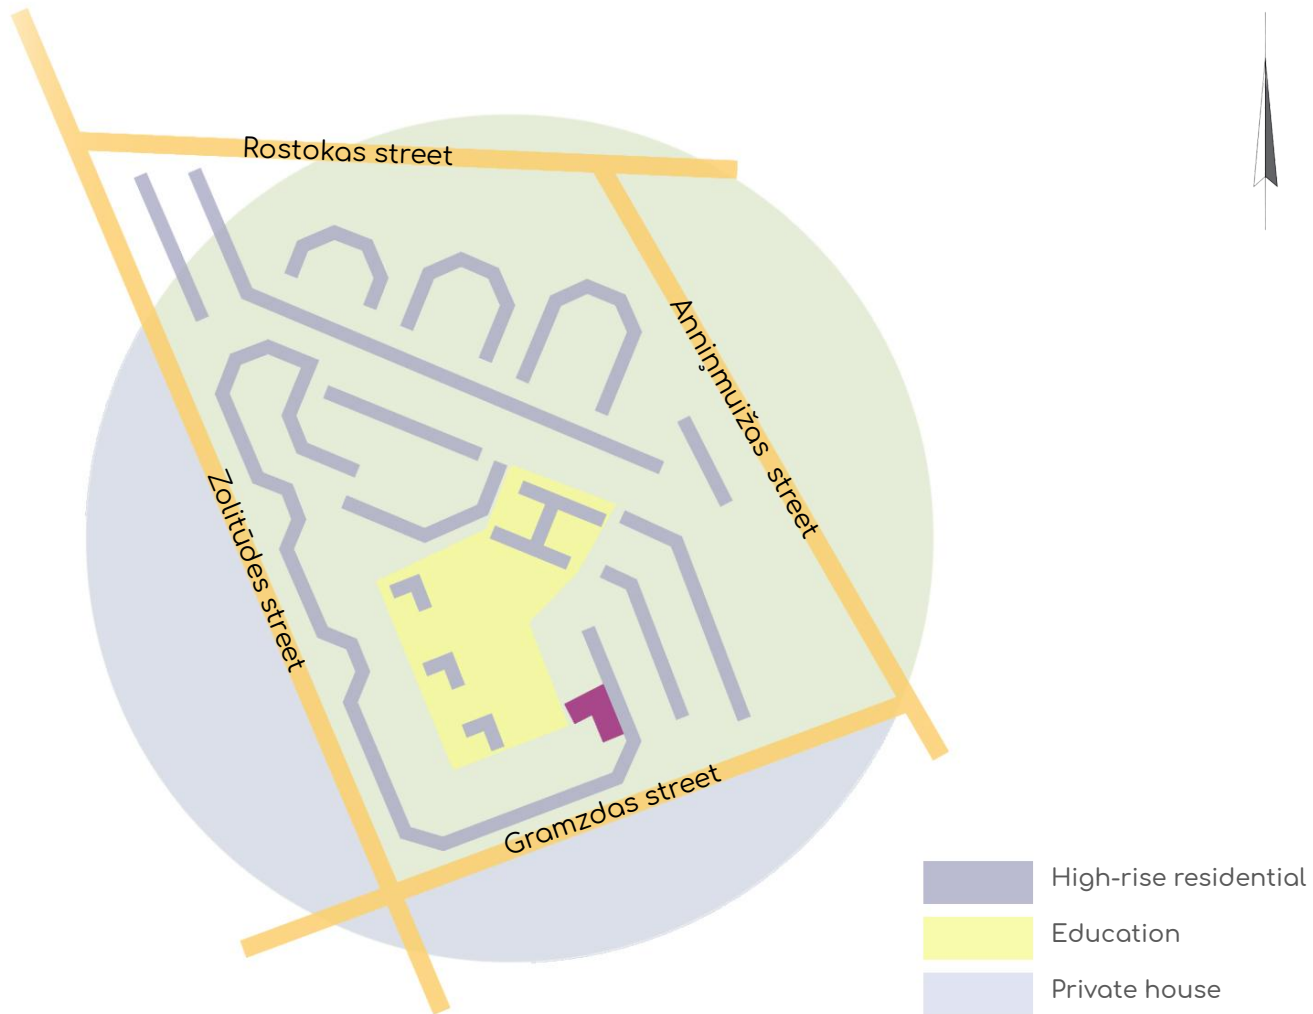 Rostokas street
Anniņmuižas street
Zolitūdes street
Gramzdas street
High-rise residential
Education
Private house